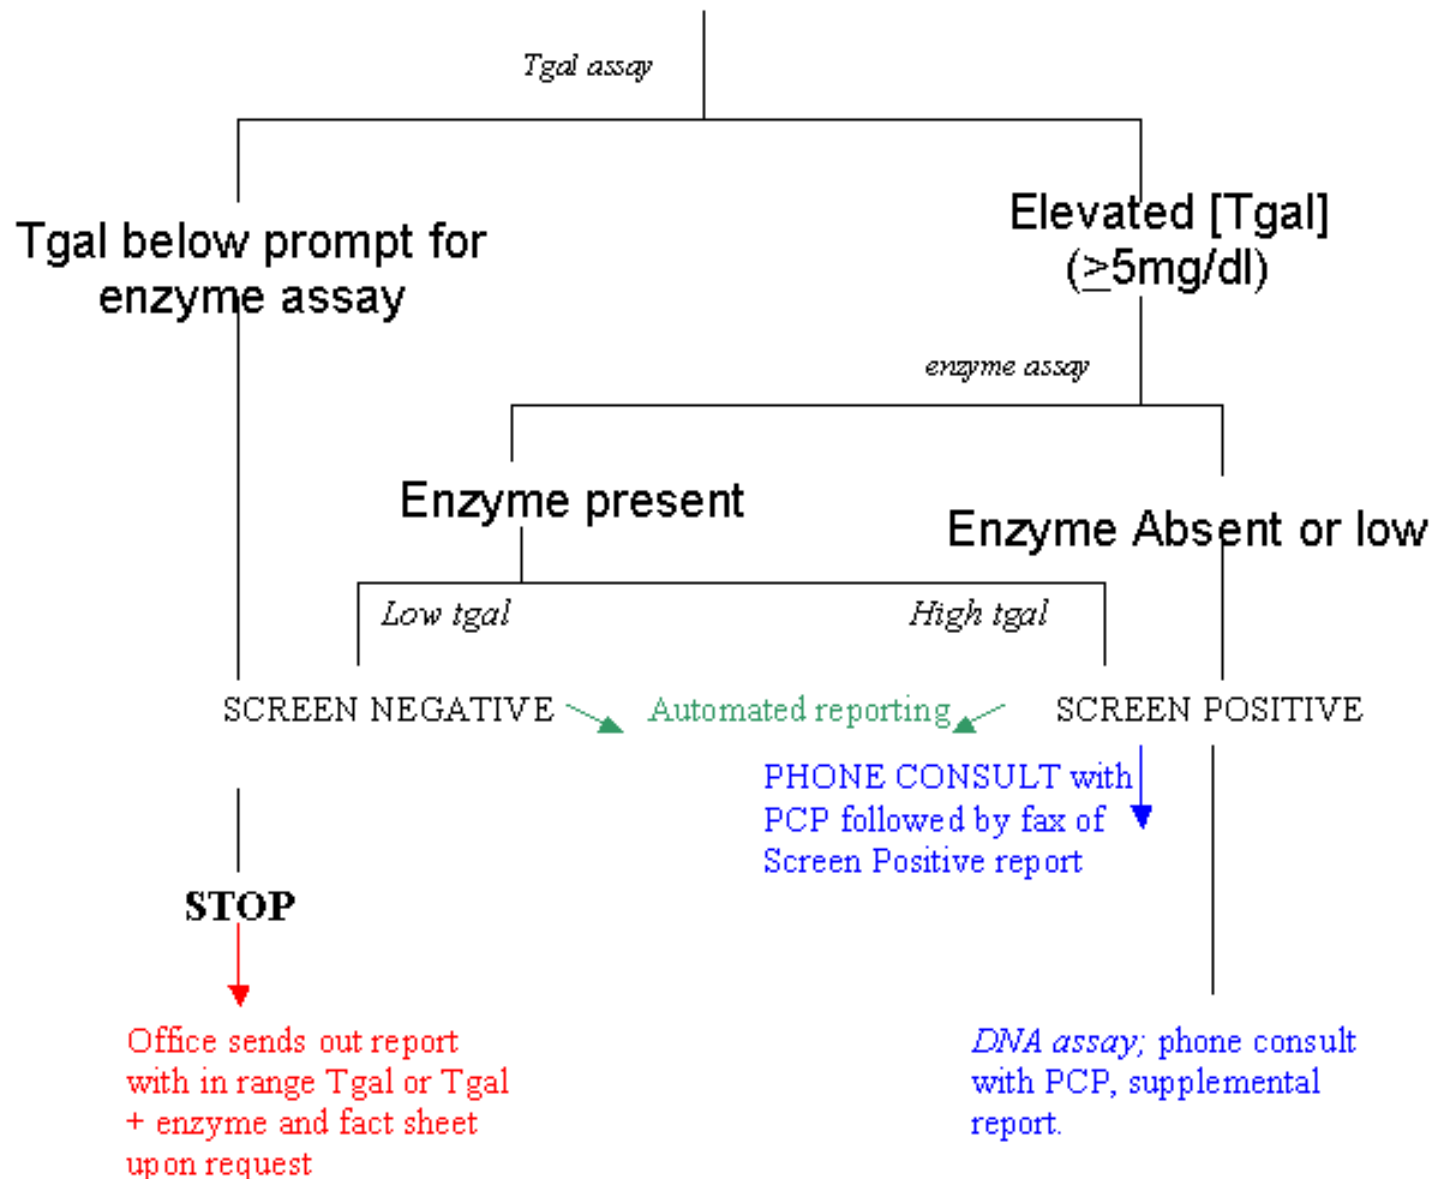 Tgal assay
Tgal below prompt for
enzyme assay
Elevated [Tgal]
(≥5mg/dl)
enzyme assay
Enzyme present
Enzyme Absent or low
Low tgal
High tgal
SCREEN NEGATIVE
Automated reporting
SCREEN POSITIVE
PHONE CONSULT with
PCP followed by fax of
Screen Positive report
STOP
Office sends out report
with in range Tgal or Tgal
+ enzyme and fact sheet
upon request
DNA assay; phone consult
with PCP, supplemental
report.